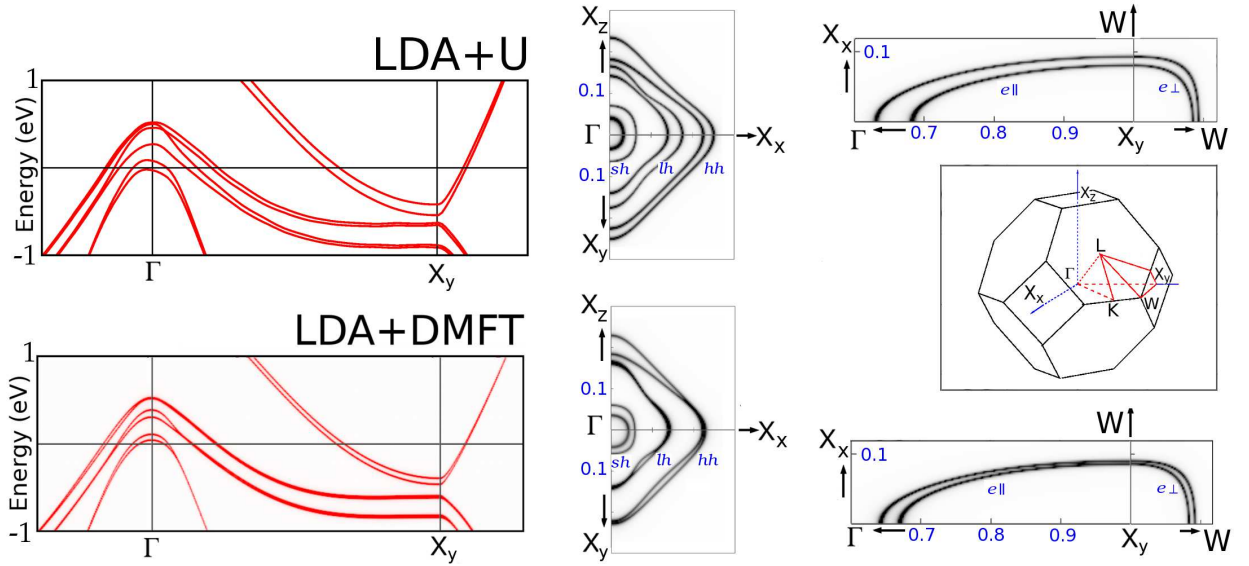 LDA+U
1
Energy (eV)
-1
Γ
Xy
Xz
0.1
Γ
Xx
0.1
sh
lh
hh
Xy
W
Xx
0.1
e∥
e⊥
Γ
0.7
0.8
0.9
Xy
W
Xz
L
Γ
Xy
Xx
K
W
LDA+DMFT
1
Energy (eV)
-1
Γ
Xy
Xz
0.1
Γ
Xx
0.1
sh
lh
hh
Xy
W
Xx
0.1
e∥
e⊥
Γ
0.7
0.8
0.9
Xy
W